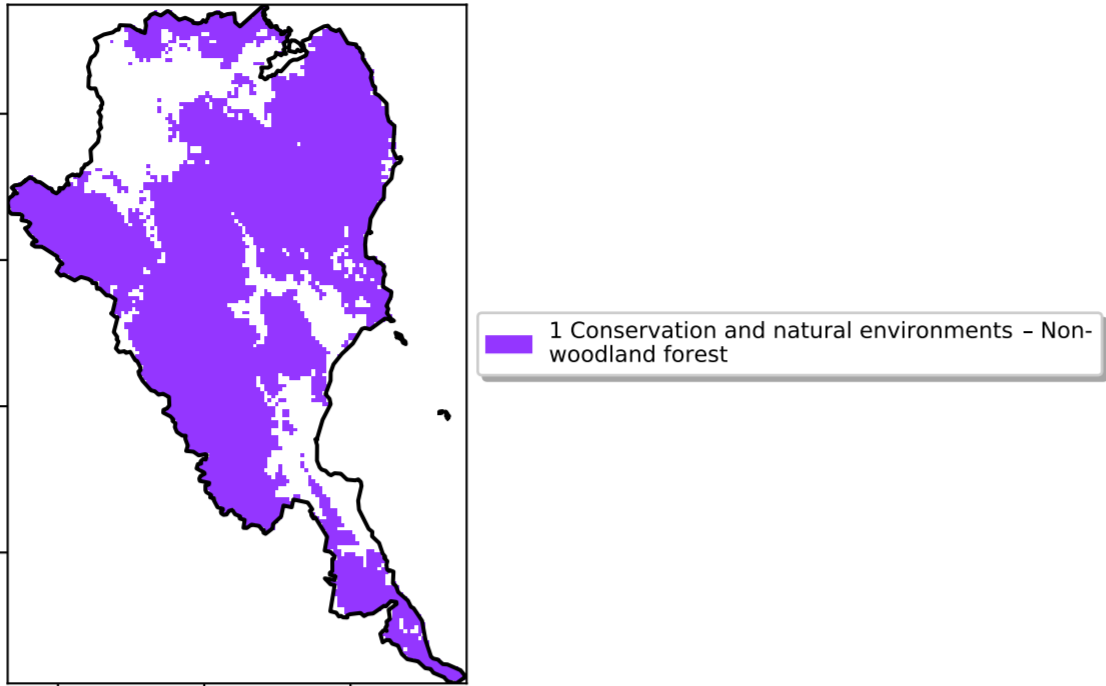 1 Conservation and natural environments – Non-
woodland forest